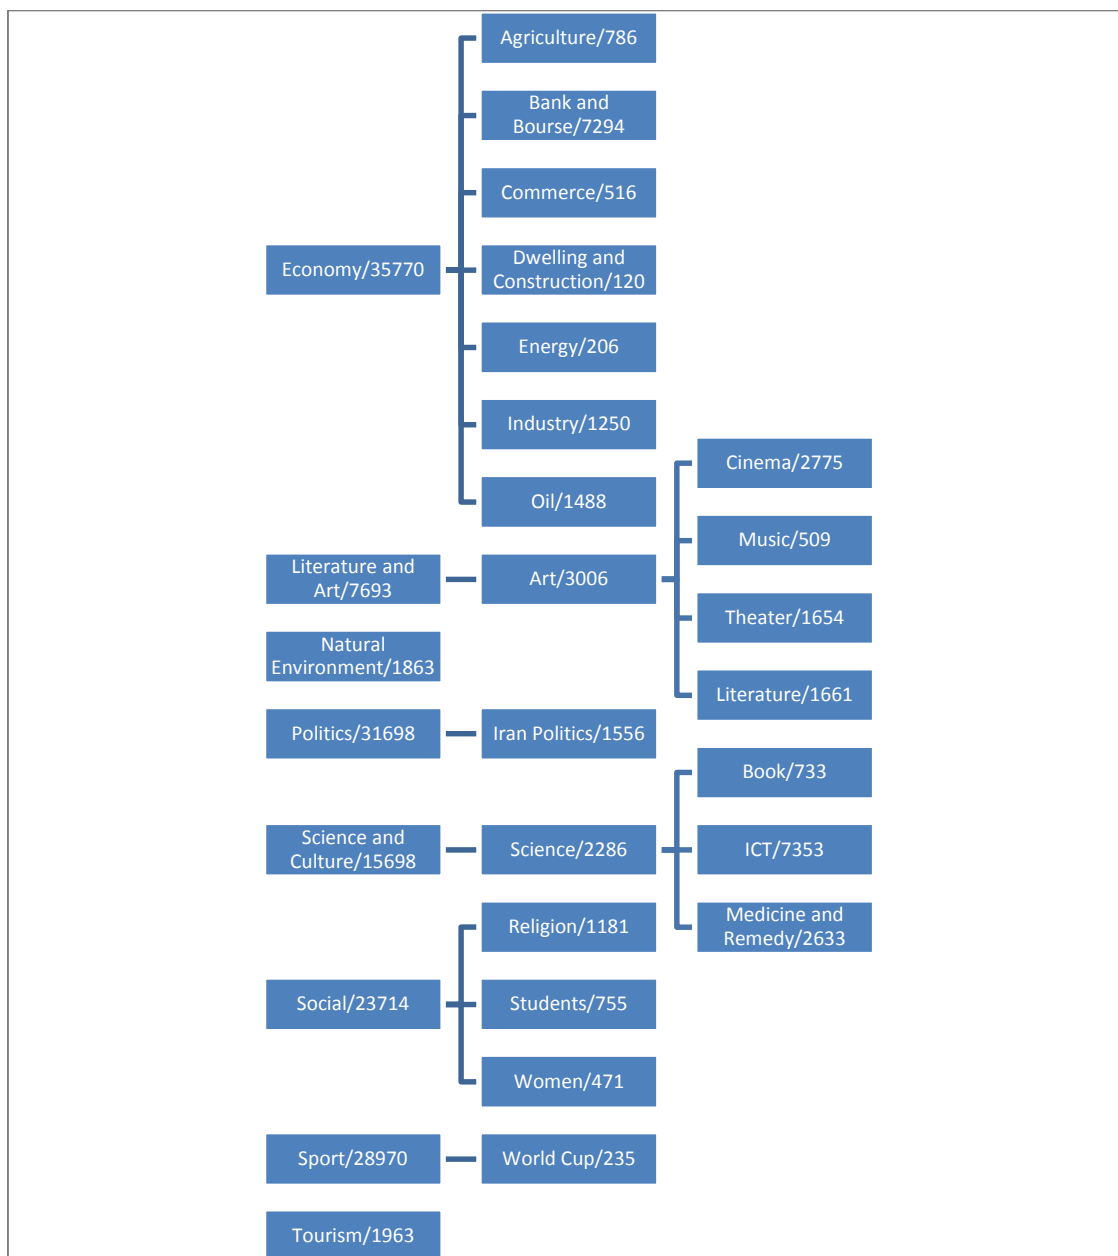 Agriculture/786
Bank and
Bourse/7294
Commerce/516
Economy/35770
Dwelling and
Construction/120
Energy/206
Industry/1250
Oil/1488
Literature and
Art/7693
Art/3006
Cinema/2775
Music/509
Theater/1654
Literature/1661
Natural
Environment/1863
Politics/31698
Iran Politics/1556
Science and
Culture/15698
Science/2286
Book/733
ICT/7353
Medicine and
Remedy/2633
Social/23714
Religion/1181
Students/755
Women/471
Sport/28970
World Cup/235
Tourism/1963